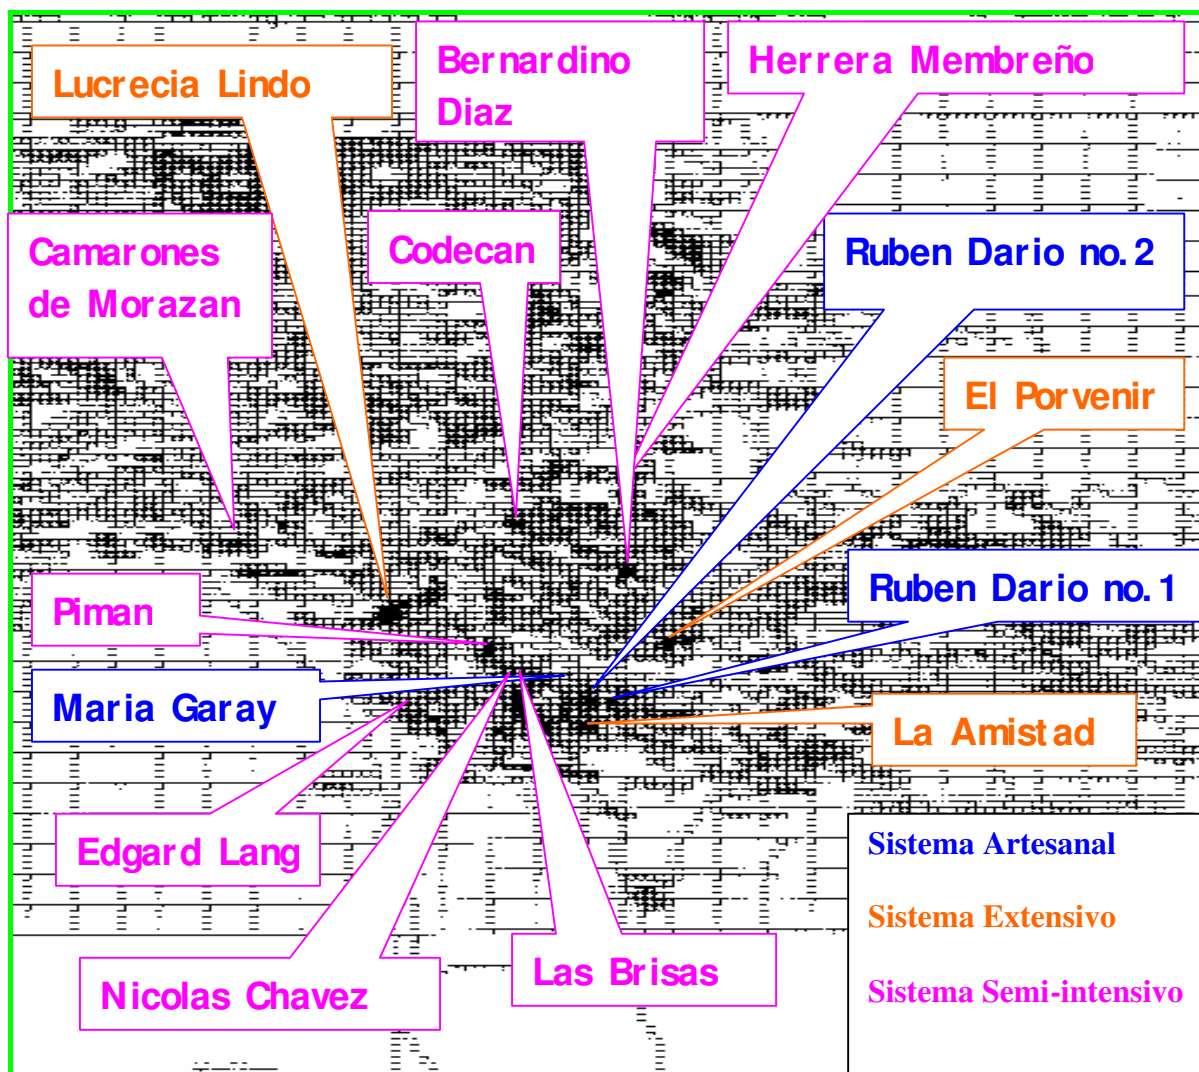 Lucrecia Lindo
Bernardino
Diaz
Herrera Membreño
Camarones
de Morazan
Codecan
Ruben Dario no. 2
El Porvenir
Piman
Ruben Dario no. 1
Maria Garay
La Amistad
Edgard Lang
Nicolas Chavez
Las Brisas
Sistema Artesanal
Sistema Extensivo
Sistema Semi-intensivo